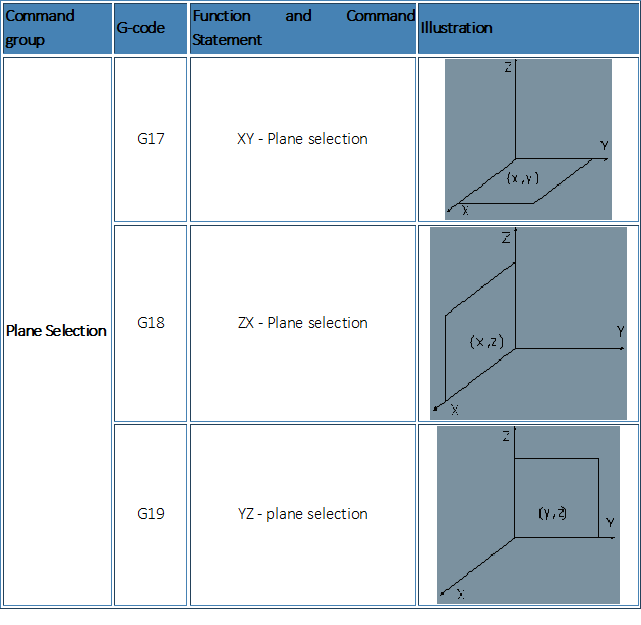 Command
group
G-code
Function and Command
Statement
Illustration
Plane Selection
G17
XY - Plane selection
Z
Y
(x,y)
X
G18
ZX - Plane selection
Z
Y
(x,z)
X
G19
YZ - plane selection
Z
(y,z)
Y
X